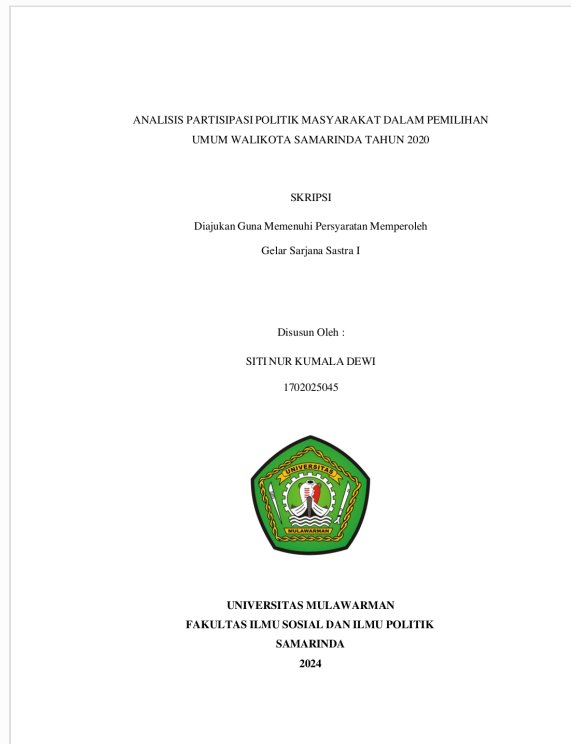 ANALISIS PARTISIPASI POLITIK MASYARAKAT DALAM PEMILIHAN
UMUM WALIKOTA SAMARINDA TAHUN 2020
SKRIPSI
Diajukan Guna Memenuhi Persyaratan Memperoleh
Gelar Sarjana Sastra I
Disusun Oleh :
SITI NUR KUMALA DEWI
1702025045
UNIVERSITAS
MULAWARMAN
UNIVERSITAS MULAWARMAN
FAKULTAS ILMU SOSIAL DAN ILMU POLITIK
SAMARINDA
2024